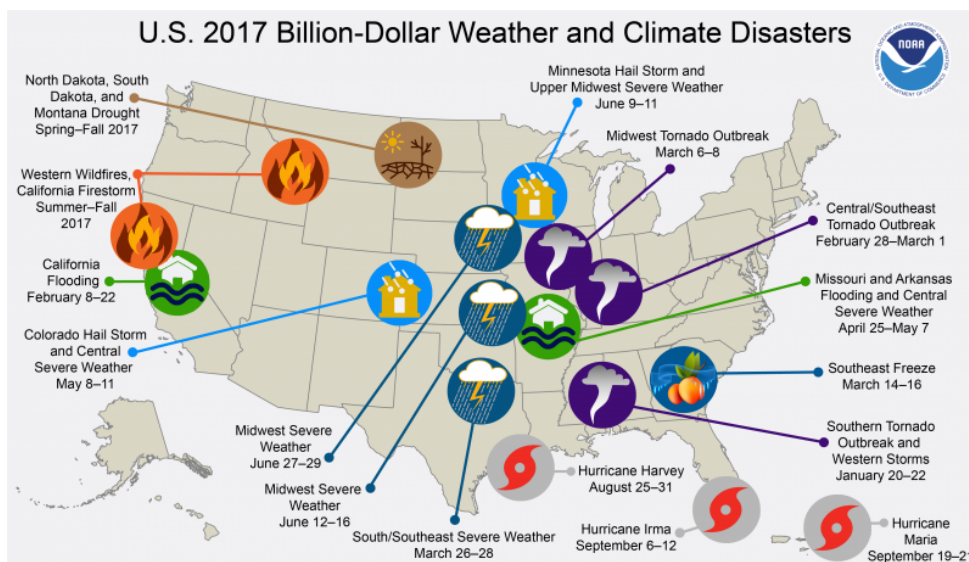 U.S. 2017 Billion-Dollar Weather and Climate Disasters
NOAA
North Dakota, South
Dakota, and
Montana Drought
Spring–Fall 2017
Minnesota Hail Storm and
Upper Midwest Severe Weather
June 9–11
Midwest Tornado Outbreak
March 6–8
Western Wildfires,
California Firestorm
Summer–Fall
2017
Central/Southeast
Tornado Outbreak
February 28–March 1
California
Flooding
February 8–22
Missouri and Arkansas
Flooding and Central
Severe Weather
April 25–May 7
Colorado Hail Storm
and Central
Severe Weather
May 8–11
Southeast Freeze
March 14–16
Midwest Severe
Weather
June 27–29
Southern Tornado
Outbreak and
Western Storms
January 20–22
Midwest Severe
Weather
June 12–16
Hurricane Harvey
August 25–31
South/Southeast Severe Weather
March 26–28
Hurricane Irma
September 6–12
Hurricane
Maria
September 19–21